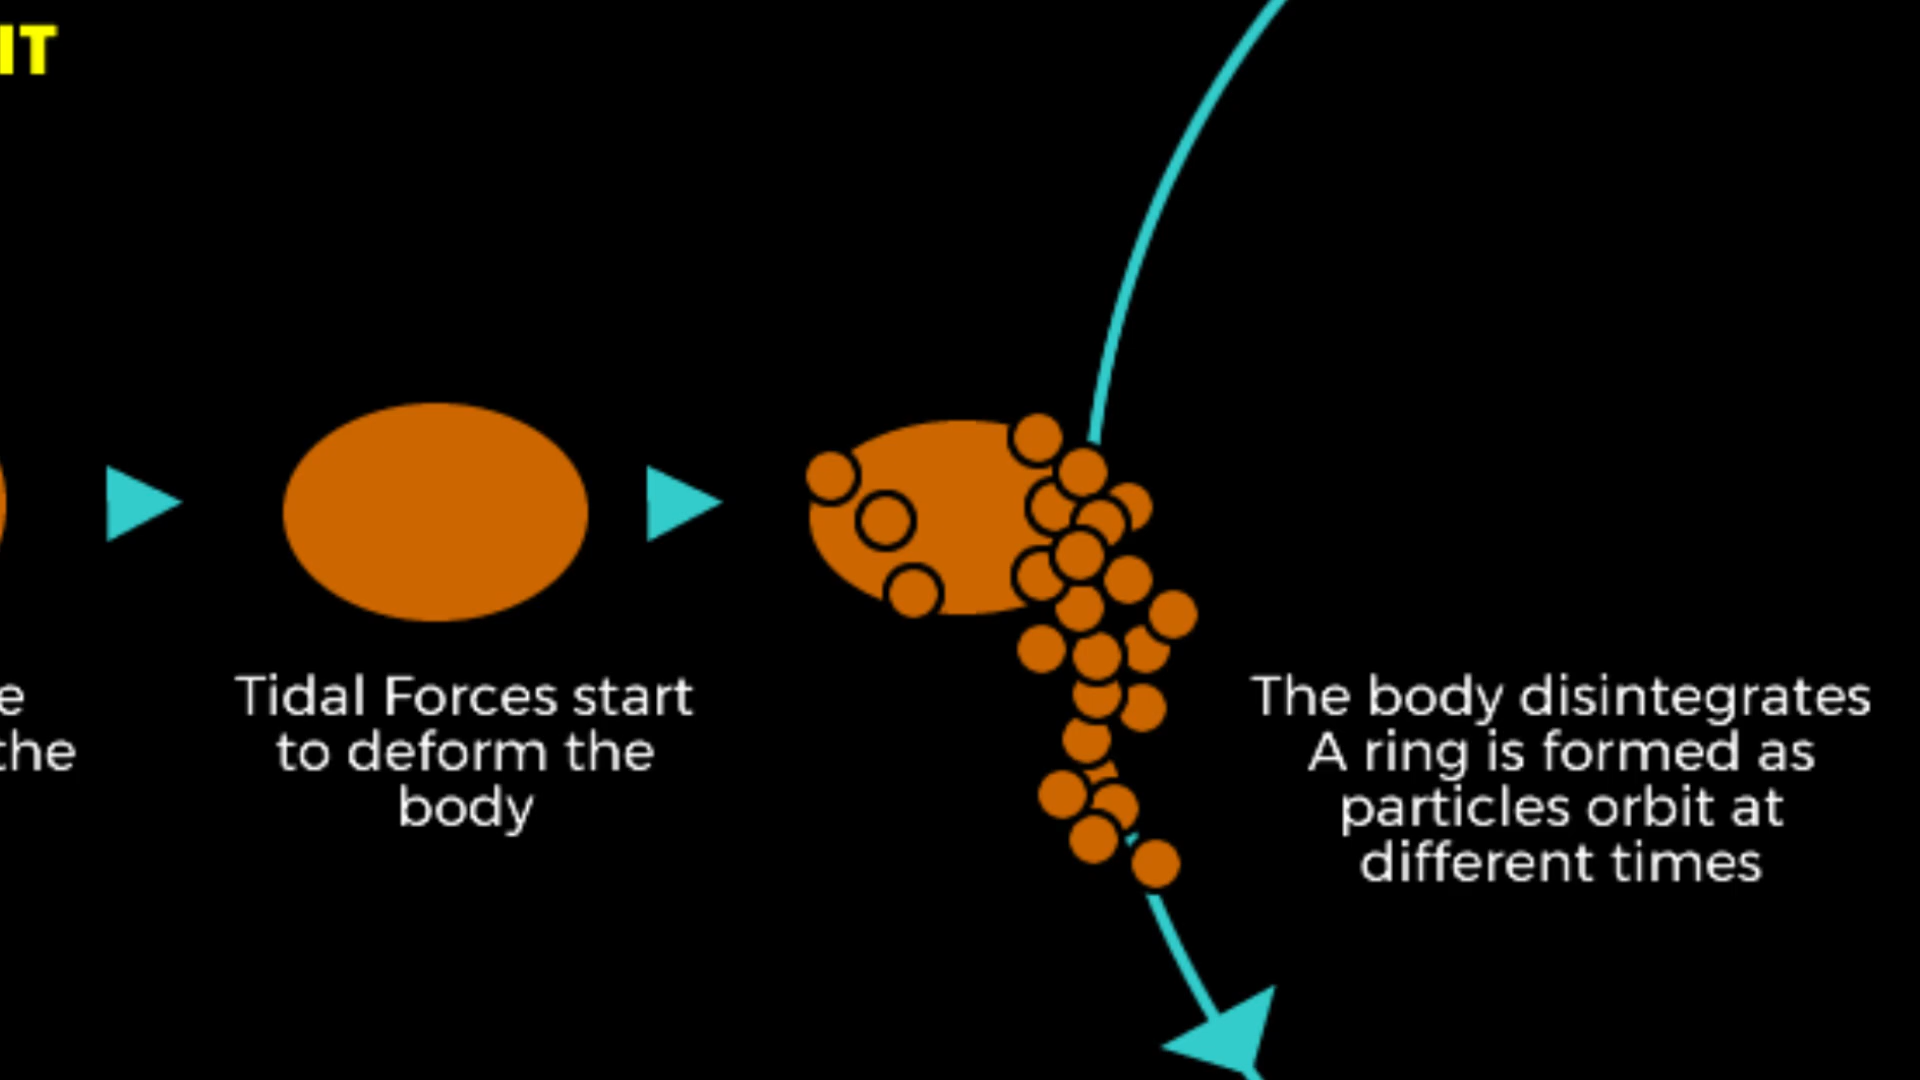 IT
e
the
Tidal Forces start
to deform the
body
The body disintegrates
A ring is formed as
particles orbit at
different times